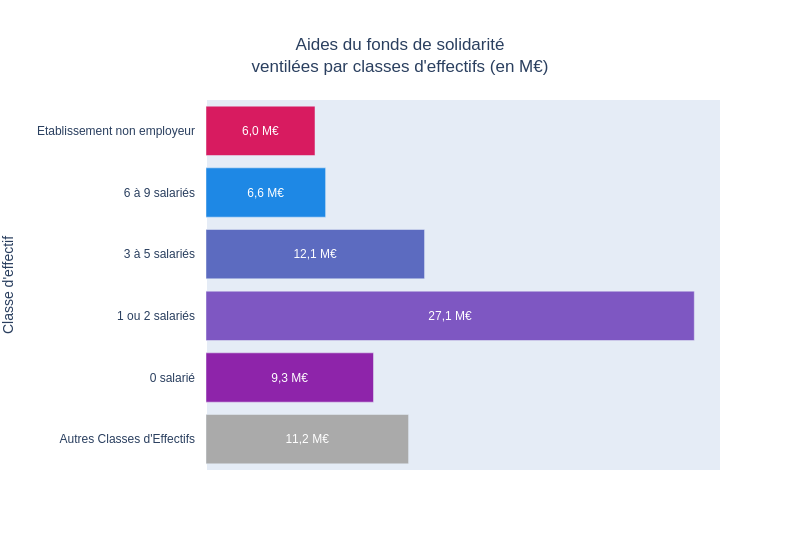 Aides du fonds de solidarité
ventilées par classes d'effectifs (en M€)
Classe d'effectif
Etablissement non employeur
6,0 M€
6 à 9 salariés
6,6 M€
3 à 5 salariés
12,1 M€
1 ou 2 salariés
27,1 M€
0 salarié
9,3 M€
Autres Classes d'Effectifs
11,2 M€